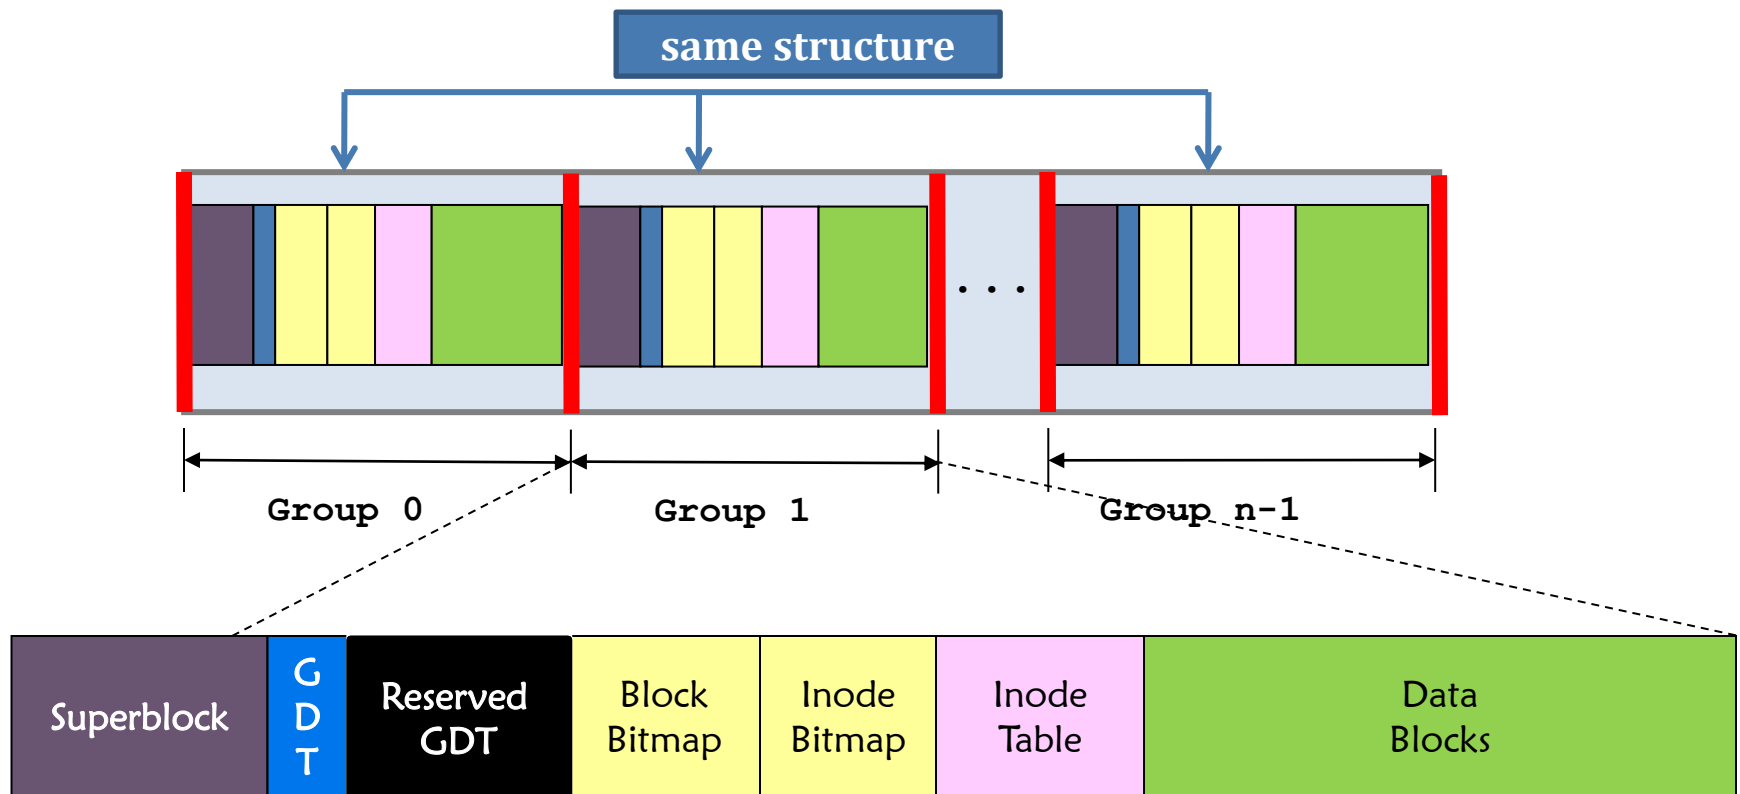 same structure
. . .
Group 0
Group 1
Group n-1
Superblock
G
D
T
Reserved
GDT
Block
Bitmap
Inode
Bitmap
Inode
Table
Data
Blocks